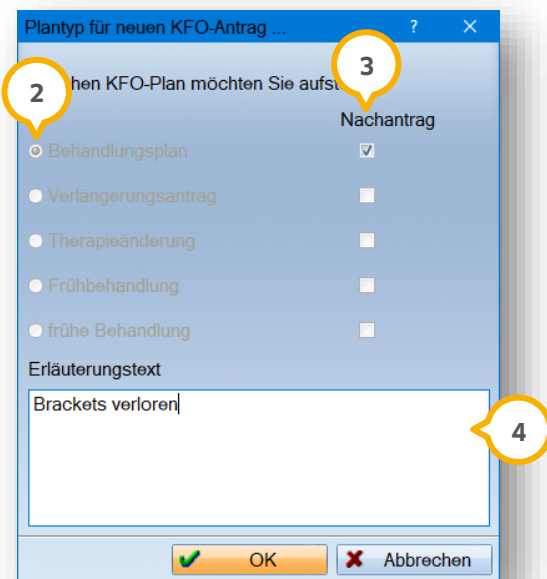 Plantyp für neuen KFO-Antrag ... ?
3
2
hen KFO-Plan möchten Sie aufs
Nachantrag
Behandlungsplan
Verlängerungsantrag
Therapieänderung
Frühbehandlung
frühe Behandlung
Erläuterungstext
Brackets verloren
4
OK Abbrechen